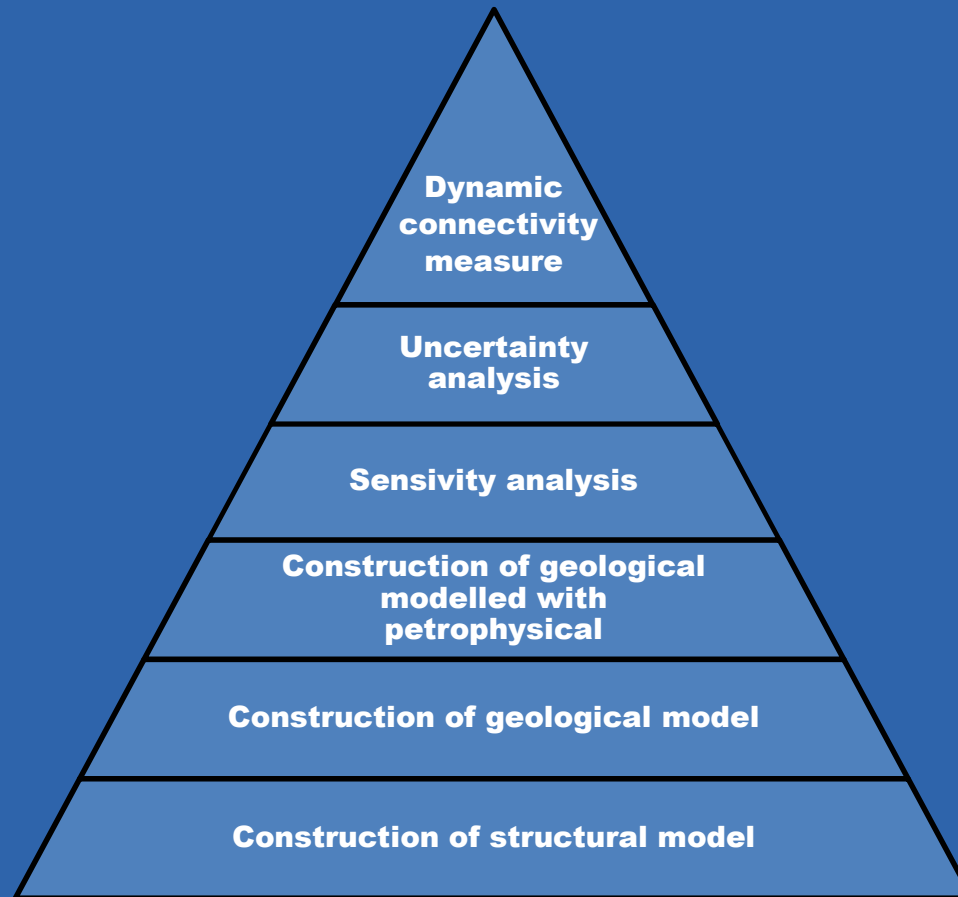 Dynamic
connectivity
measure
Uncertainty
analysis
Sensivity analysis
Construction of geological
modelled with
petrophysical
Construction of geological model
Construction of structural model